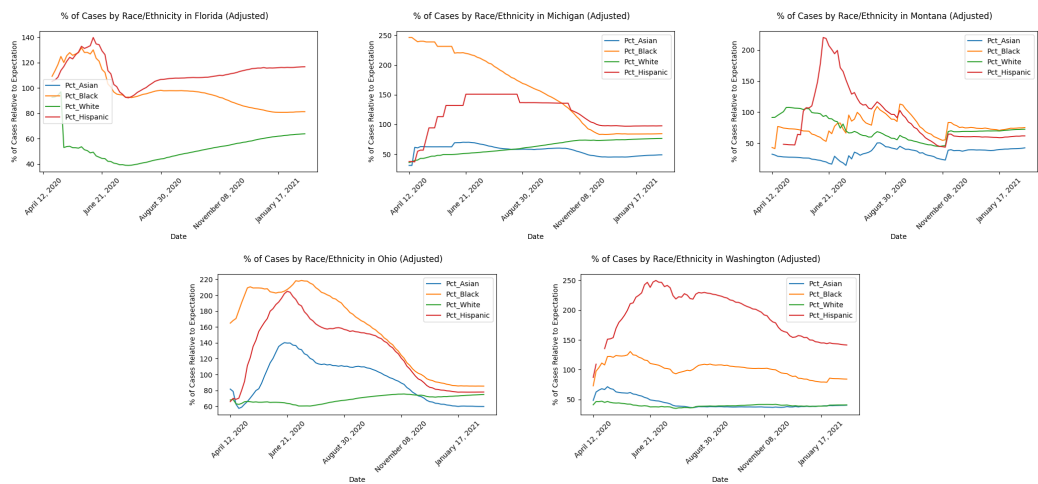 % of Cases by Race/Ethnicity in Florida (Adjusted)
% of Cases Relative to Expectation
140
120
100
80
60
40
Pct_Asian
Pct_Black
Pct_White
Pct_Hispanic
April 12, 2020
June 21, 2020
August 30, 2020
November 08, 2020
January 17, 2021
Date
% of Cases by Race/Ethnicity in Michigan (Adjusted)
% of Cases Relative to Expectation
250
200
150
100
50
Pct_Asian
Pct_Black
Pct_White
Pct_Hispanic
April 12, 2020
June 21, 2020
August 30, 2020
November 08, 2020
January 17, 2021
Date
% of Cases by Race/Ethnicity in Montana (Adjusted)
% of Cases Relative to Expectation
200
150
100
50
Pct_Asian
Pct_Black
Pct_White
Pct_Hispanic
April 12, 2020
June 21, 2020
August 30, 2020
November 08, 2020
January 17, 2021
Date
% of Cases by Race/Ethnicity in Ohio (Adjusted)
% of Cases Relative to Expectation
220
200
180
160
140
120
100
80
60
Pct_Asian
Pct_Black
Pct_White
Pct_Hispanic
April 12, 2020
June 21, 2020
August 30, 2020
November 08, 2020
January 17, 2021
Date
% of Cases by Race/Ethnicity in Washington (Adjusted)
% of Cases Relative to Expectation
250
200
150
100
50
Pct_Asian
Pct_Black
Pct_White
Pct_Hispanic
April 12, 2020
June 21, 2020
August 30, 2020
November 08, 2020
January 17, 2021
Date